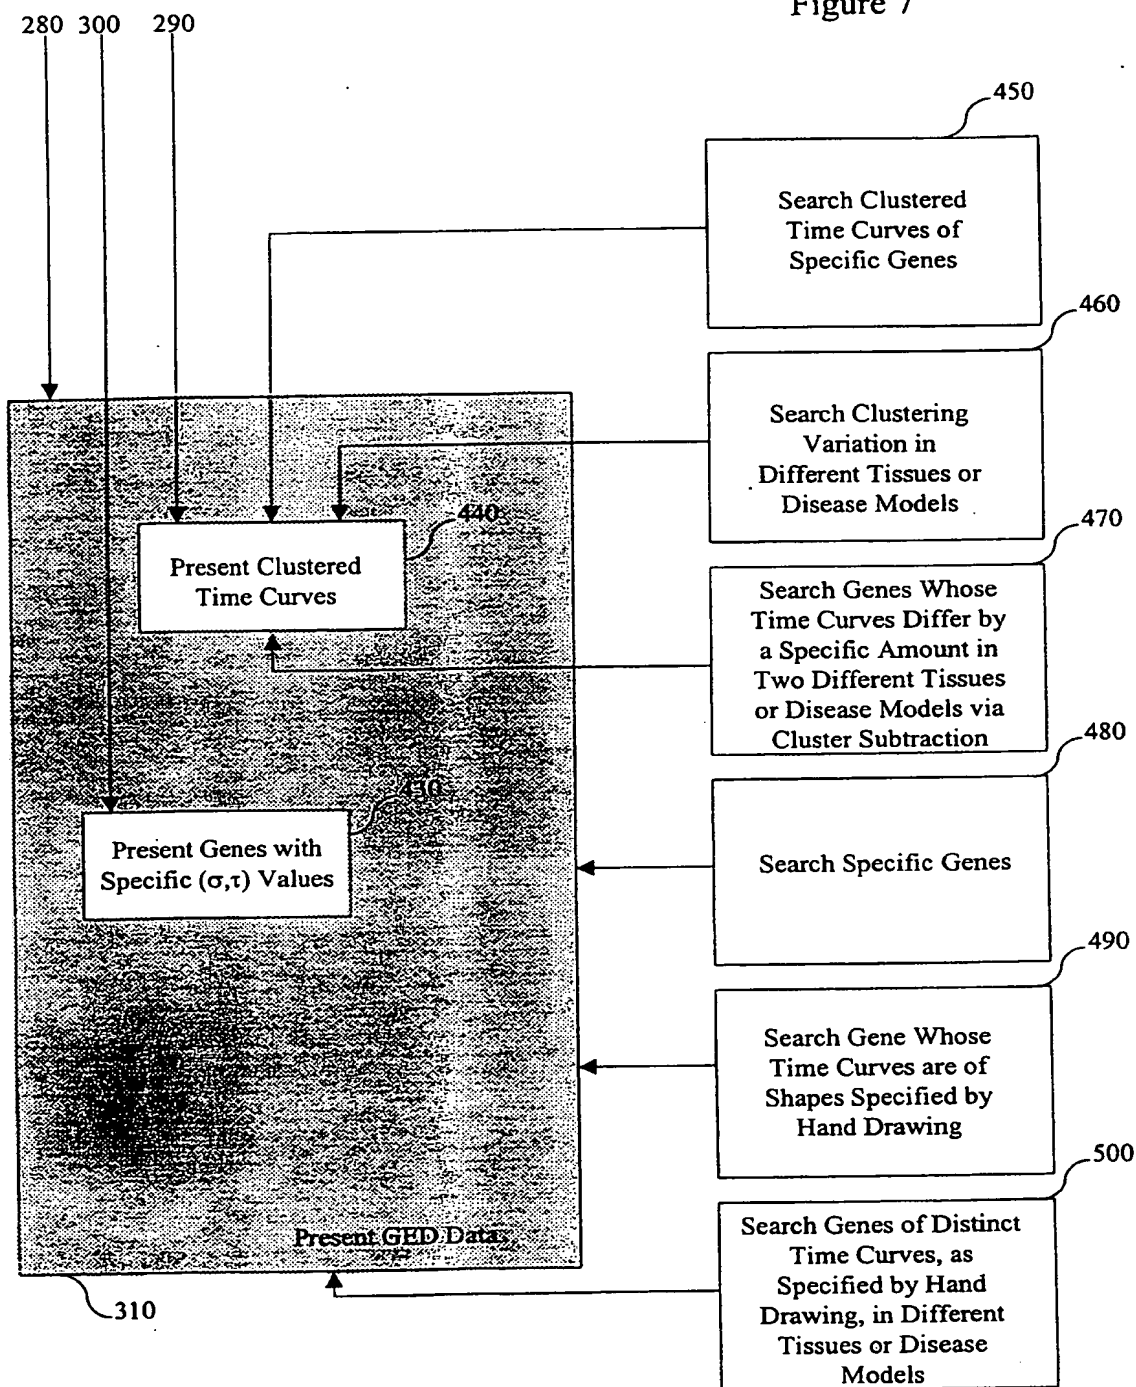 Figure 7
280 300 290
450
Search Clustered
Time Curves of
Specific Genes
460
Search Clustering
Variation in
Different Tissues or
Disease Models
440
Present Clustered
Time Curves
470
Search Genes Whose
Time Curves Differ by
a Specific Amount in
Two Different Tissues
or Disease Models via
Cluster Subtraction
480
Search Specific Genes
430
Present Genes with
Specific (σ,τ) Values
490
Search Gene Whose
Time Curves are of
Shapes Specified by
Hand Drawing
500
Search Genes of Distinct
Time Curves, as
Specified by Hand
Drawing, in Different
Tissues or Disease
Models
Present GED Data
310